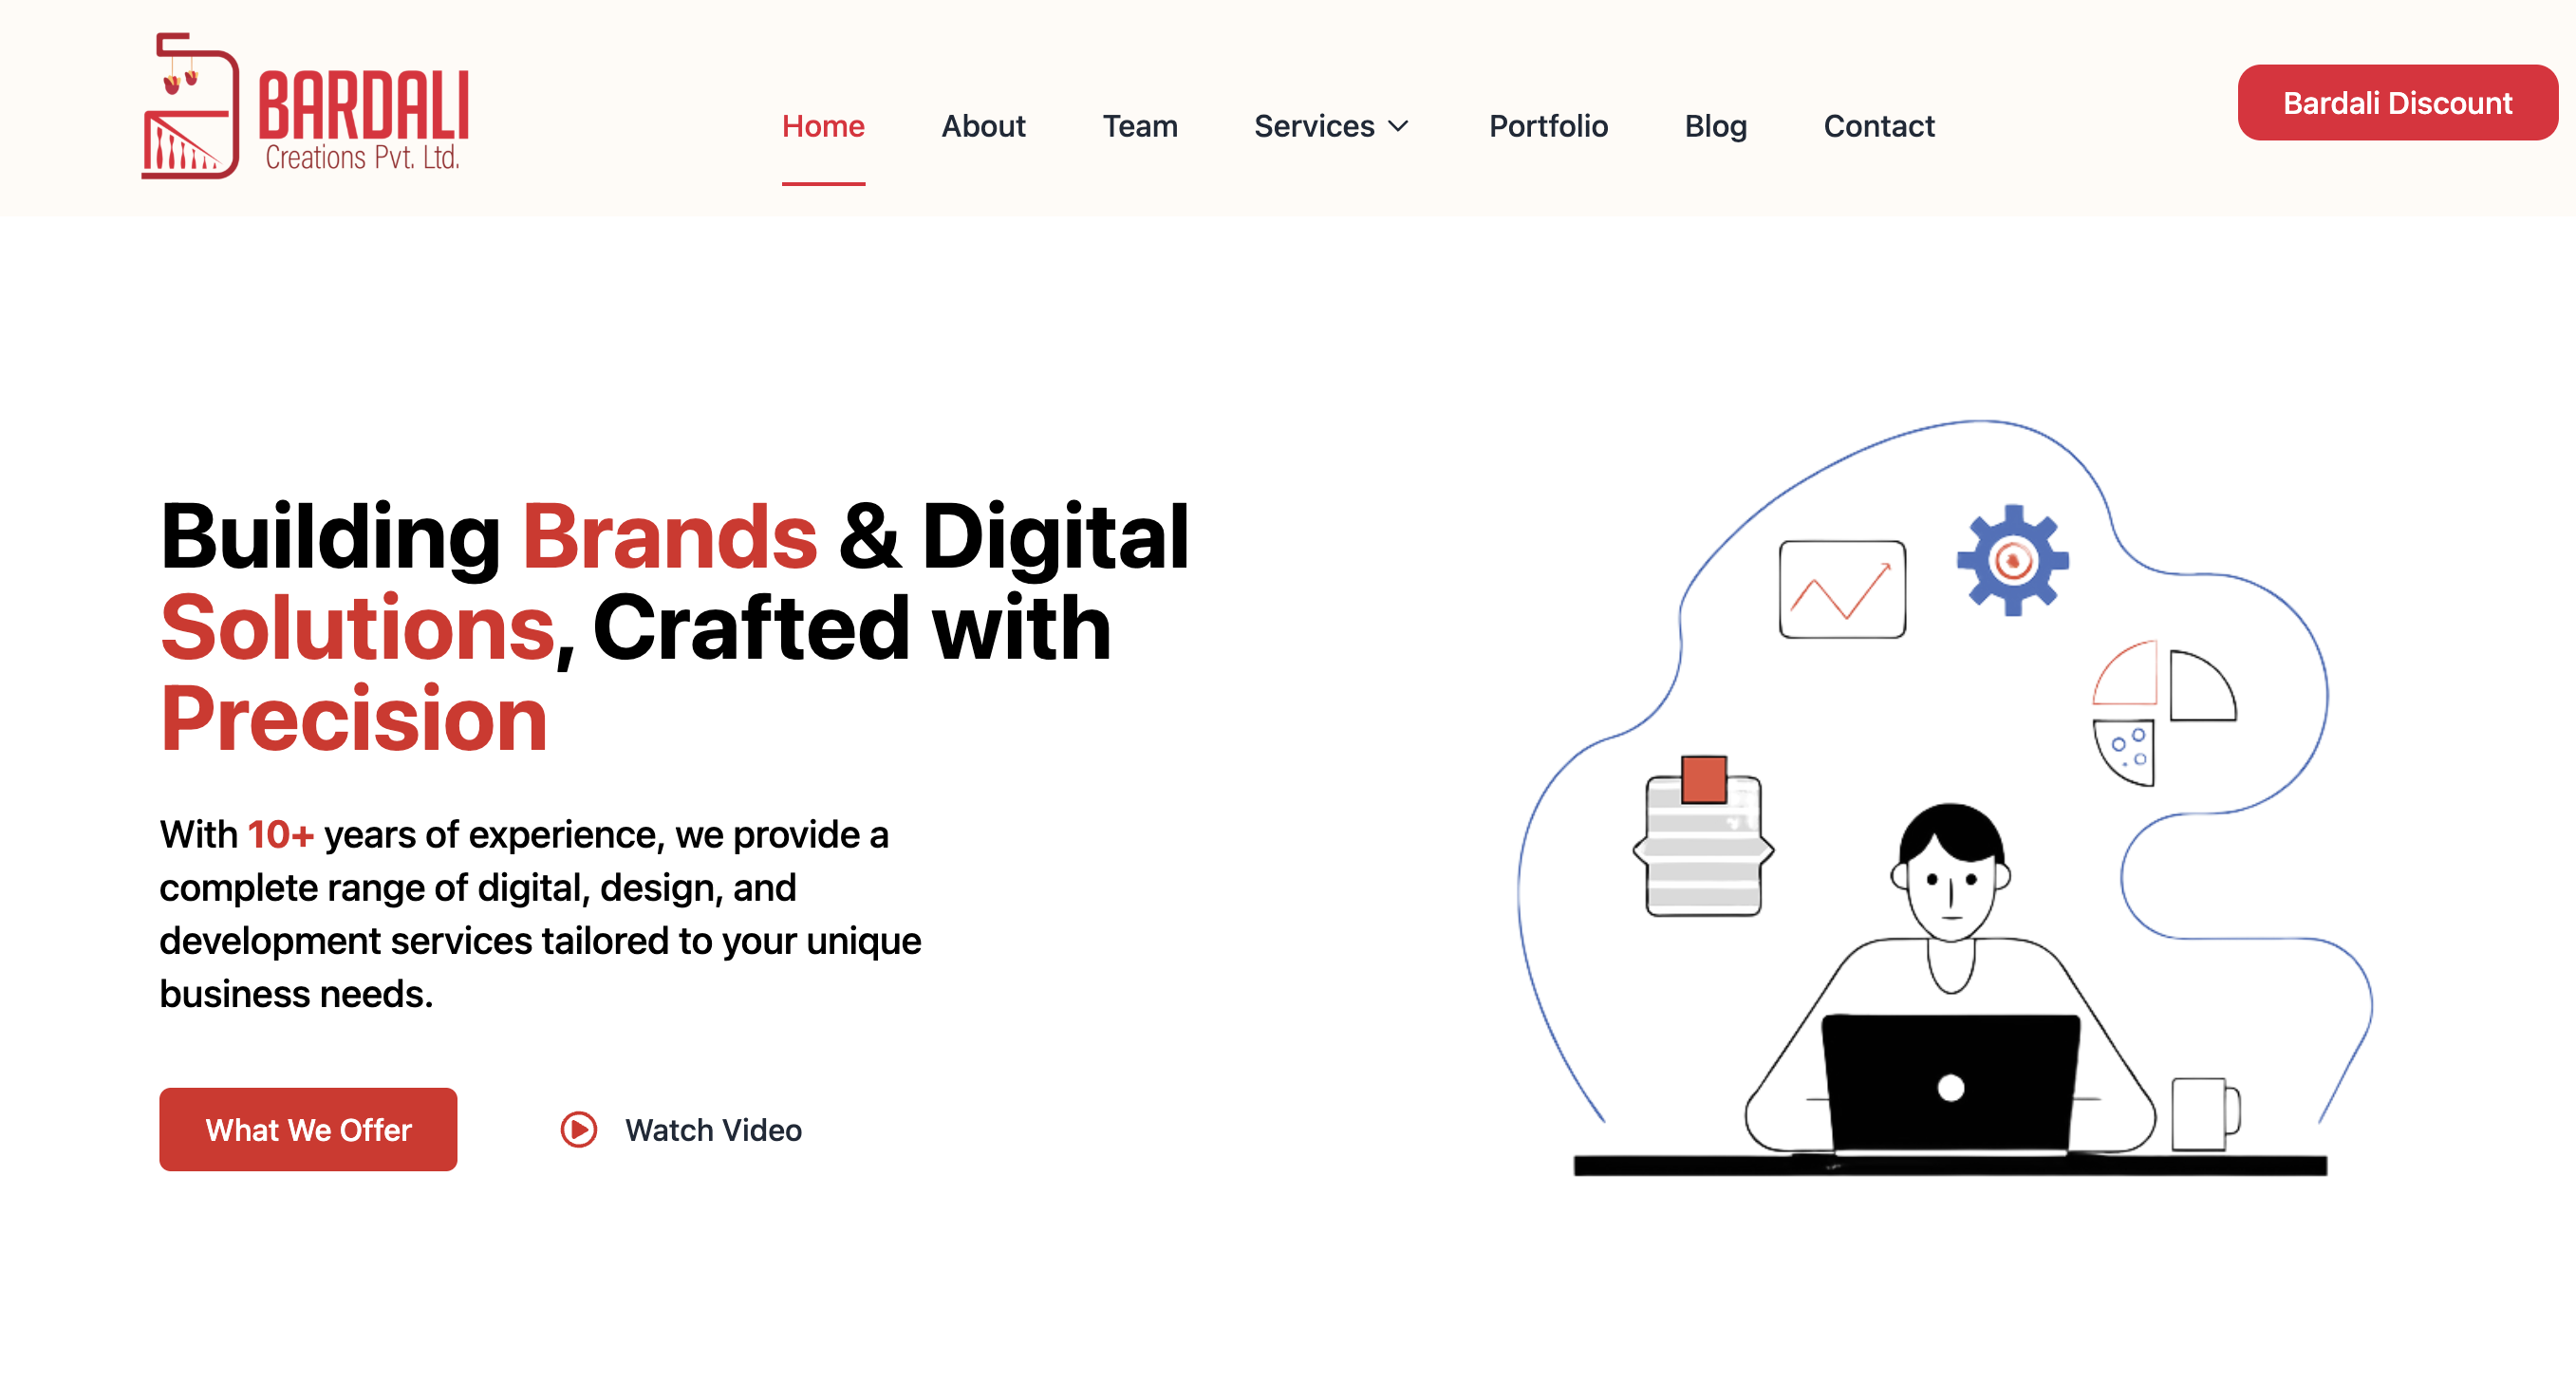 BARDALI
Creations Pvt. Ltd.
Home
About
Team
Services
Portfolio
Blog
Contact
Bardali Discount
Building Brands & Digital
Solutions, Crafted with
Precision
With 10+ years of experience, we provide a
complete range of digital, design, and
development services tailored to your unique
business needs.
What We Offer
Watch Video